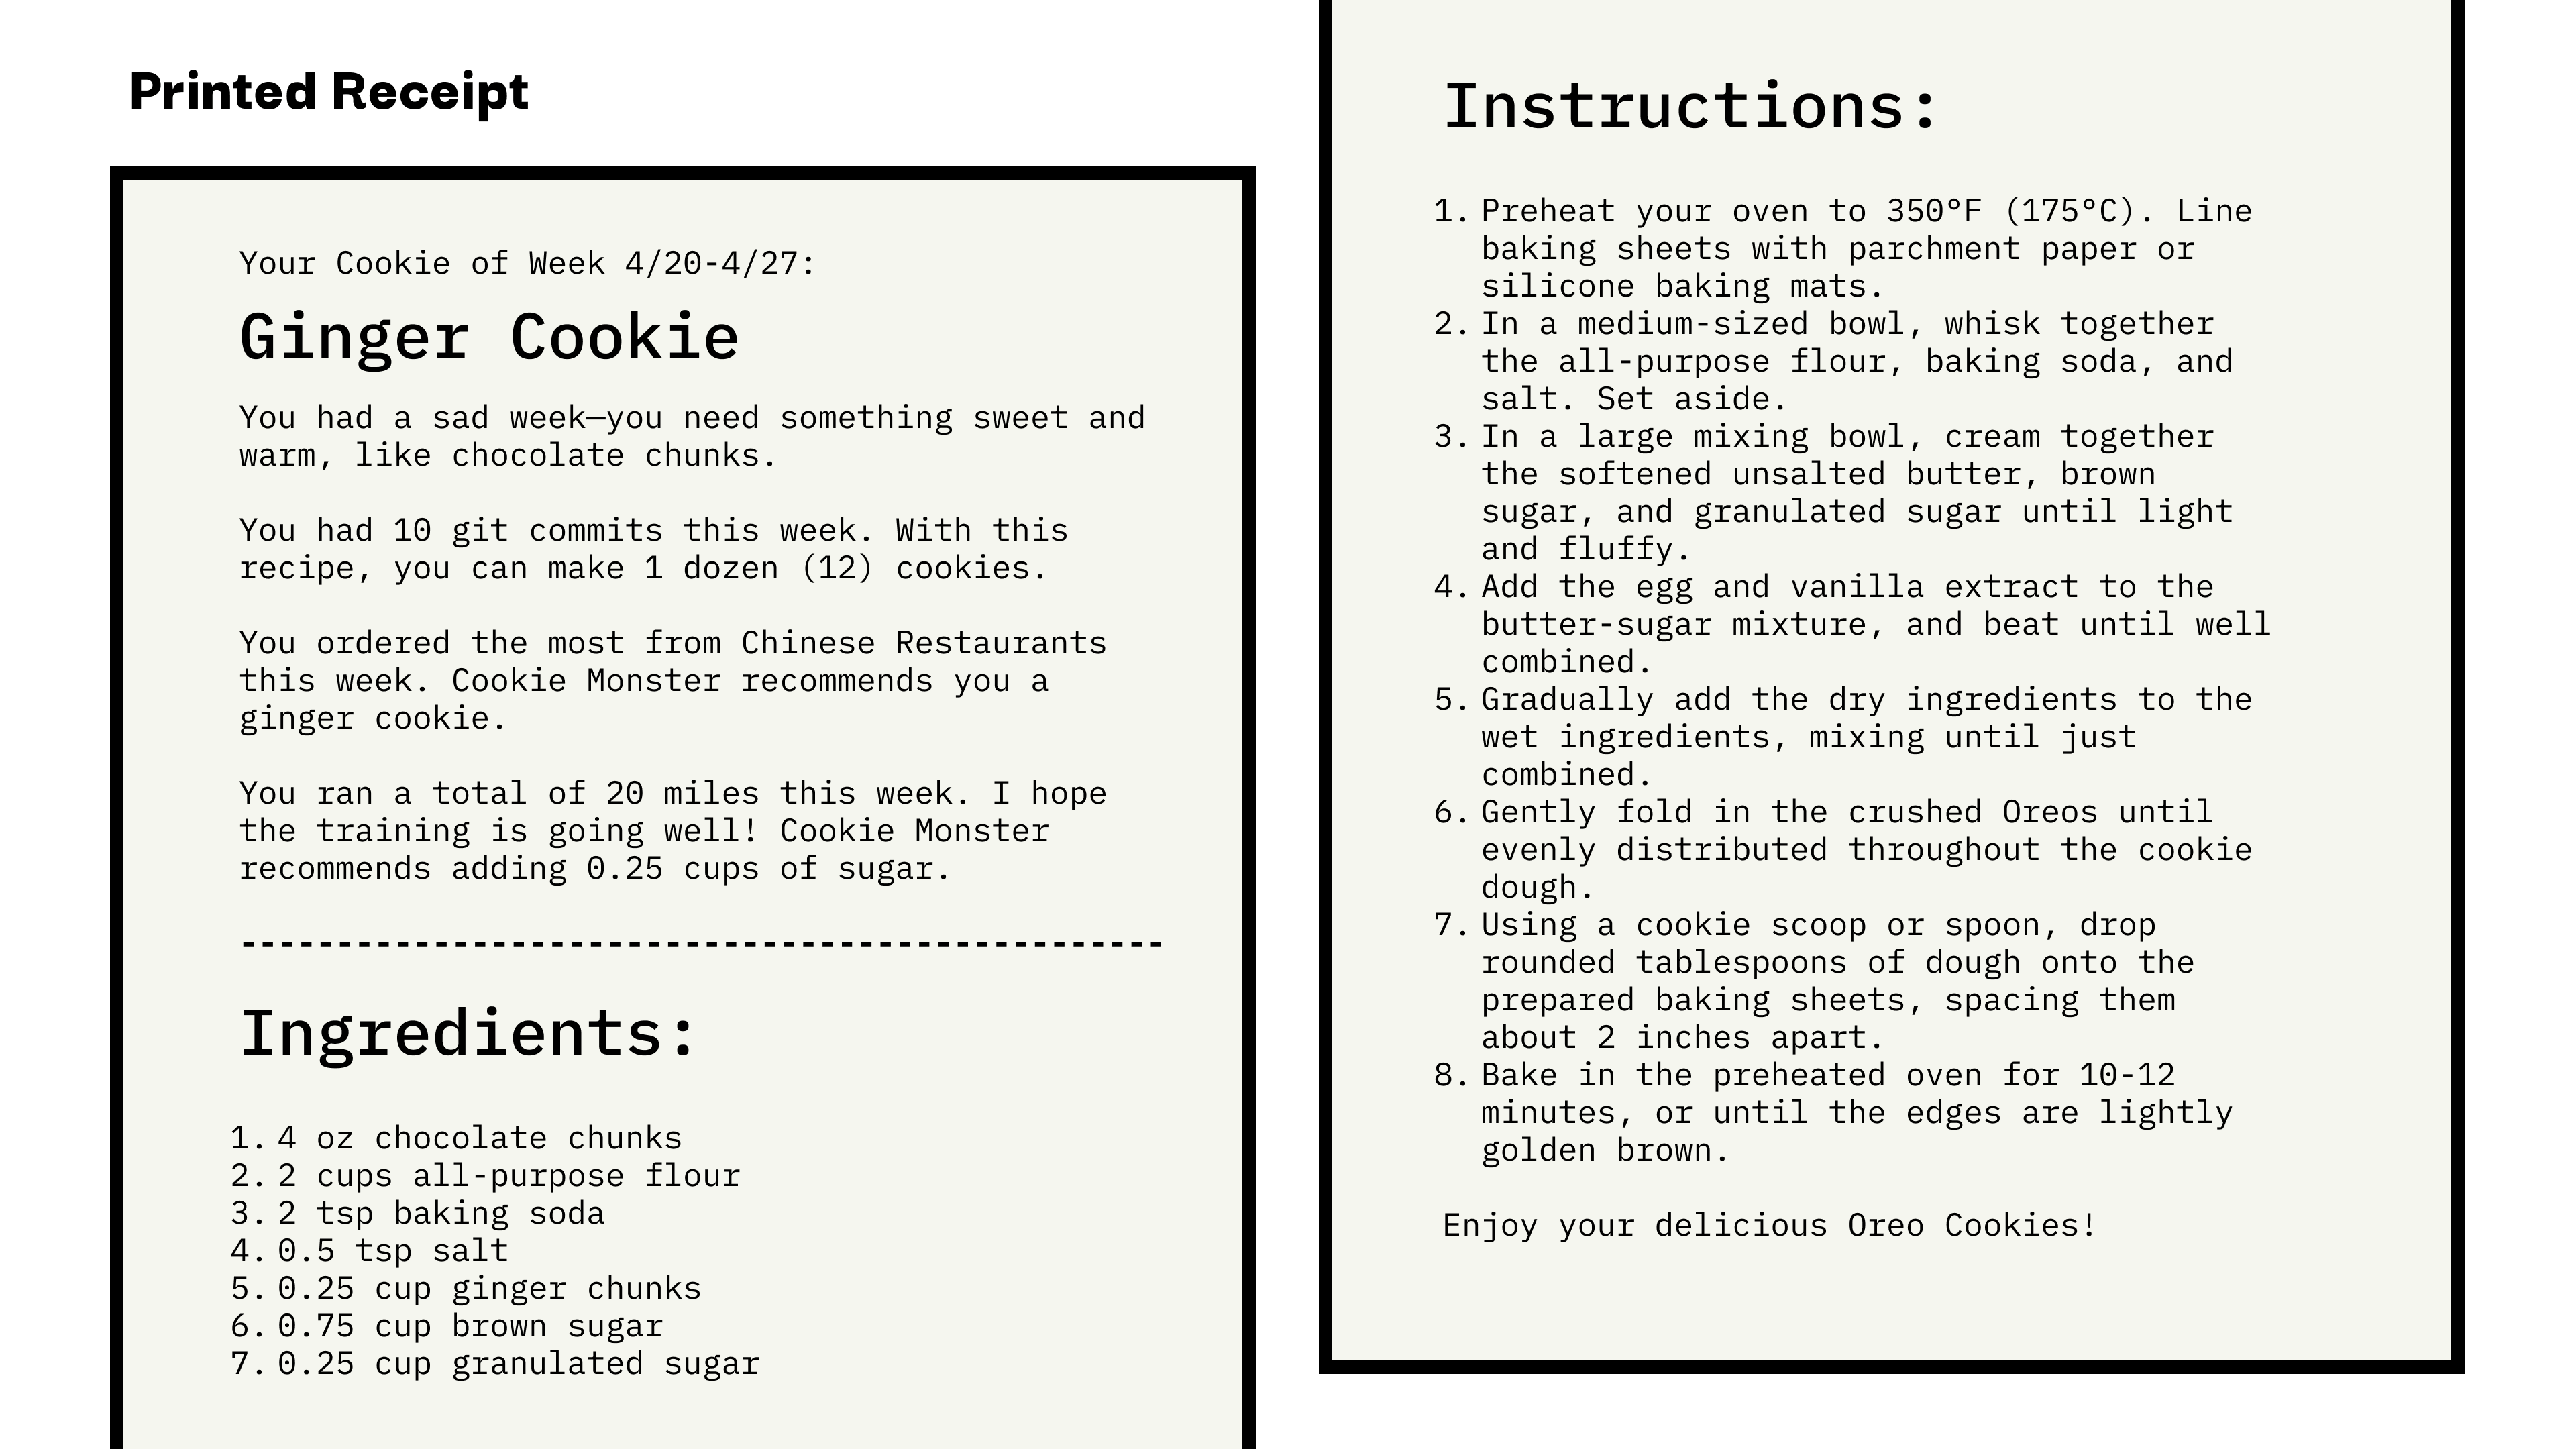 Printed Receipt
Your Cookie of Week 4/20-4/27:
Ginger Cookie
You had a sad week—you need something sweet and
warm, like chocolate chunks.
You had 10 git commits this week. With this
recipe, you can make 1 dozen (12) cookies.
You ordered the most from Chinese Restaurants
this week. Cookie Monster recommends you a
ginger cookie.
You ran a total of 20 miles this week. I hope
the training is going well! Cookie Monster
recommends adding 0.25 cups of sugar.
------------------------------------------------
Ingredients:
1. 4 oz chocolate chunks
2. 2 cups all-purpose flour
3. 2 tsp baking soda
4. 0.5 tsp salt
5. 0.25 cup ginger chunks
6. 0.75 cup brown sugar
7. 0.25 cup granulated sugar
Instructions:
1. Preheat your oven to 350°F (175°C). Line
baking sheets with parchment paper or
silicone baking mats.
2. In a medium-sized bowl, whisk together
the all-purpose flour, baking soda, and
salt. Set aside.
3. In a large mixing bowl, cream together
the softened unsalted butter, brown
sugar, and granulated sugar until light
and fluffy.
4. Add the egg and vanilla extract to the
butter-sugar mixture, and beat until well
combined.
5. Gradually add the dry ingredients to the
wet ingredients, mixing until just
combined.
6. Gently fold in the crushed Oreos until
evenly distributed throughout the cookie
dough.
7. Using a cookie scoop or spoon, drop
rounded tablespoons of dough onto the
prepared baking sheets, spacing them
about 2 inches apart.
8. Bake in the preheated oven for 10-12
minutes, or until the edges are lightly
golden brown.
Enjoy your delicious Oreo Cookies!